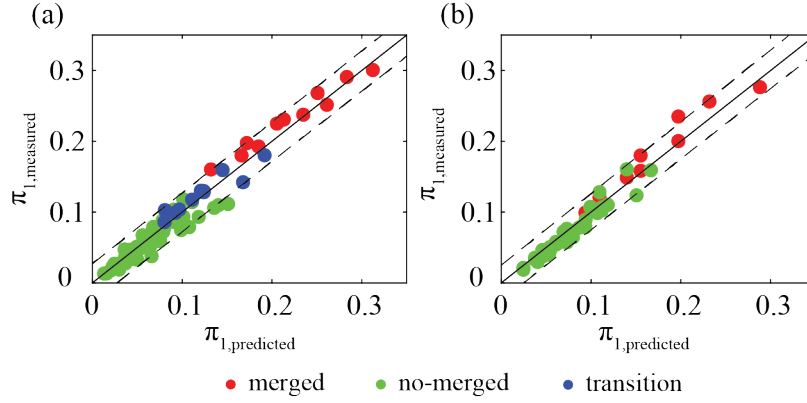 (a)
(b)
0.3
0.2
0.1
0
0
0.1
0.2
0.3
π1,measured
π1,predicted
0.3
0.2
0.1
0
0
0.1
0.2
0.3
π1,measured
π1,predicted
merged
no-merged
transition